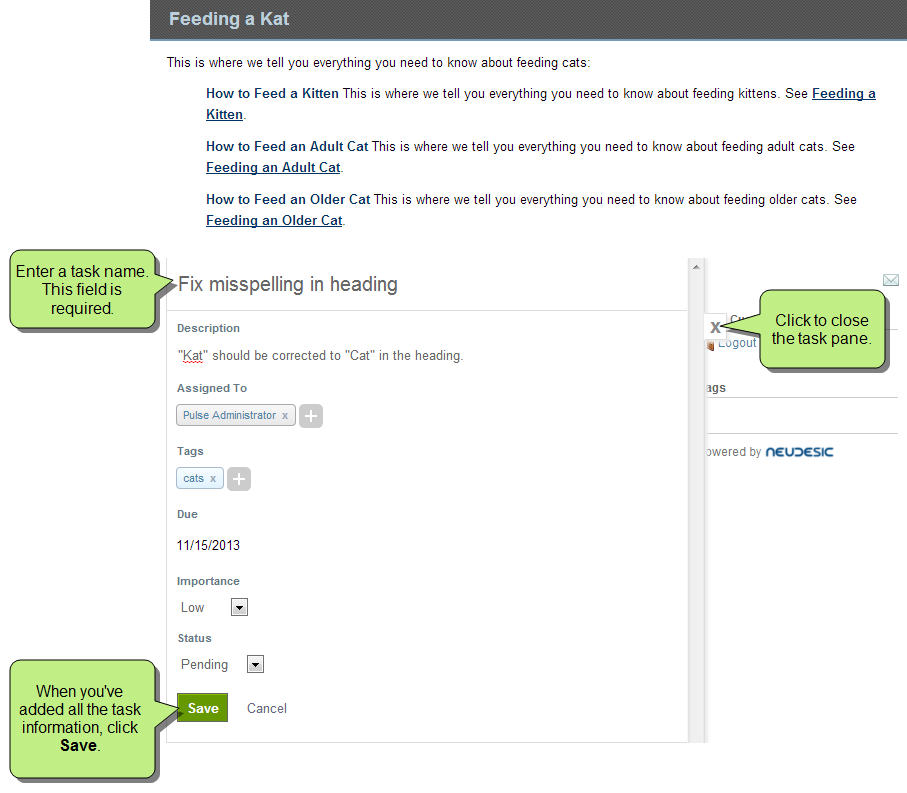 Feeding a Kat
This is where we tell you everything you need to know about feeding cats:
How to Feed a Kitten This is where we tell you everything you need to know about feeding kittens. See Feeding a
Kitten.
How to Feed an Adult Cat This is where we tell you everything you need to know about feeding adult cats. See
Feeding an Adult Cat.
How to Feed an Older Cat This is where we tell you everything you need to know about feeding older cats. See
Feeding an Older Cat.
Enter a task name.
This field is
required.
Fix misspelling in heading
Description
"Kat" should be corrected to "Cat" in the heading.
Assigned To
Pulse Administrator x
+
Tags
cats x
+
Due
11/15/2013
Importance
Low
Status
Pending
Save Cancel
When you've
added all the task
information, click
Save.
X
Click to close
the task pane.
Logout
ags
owered by NEUDESIC